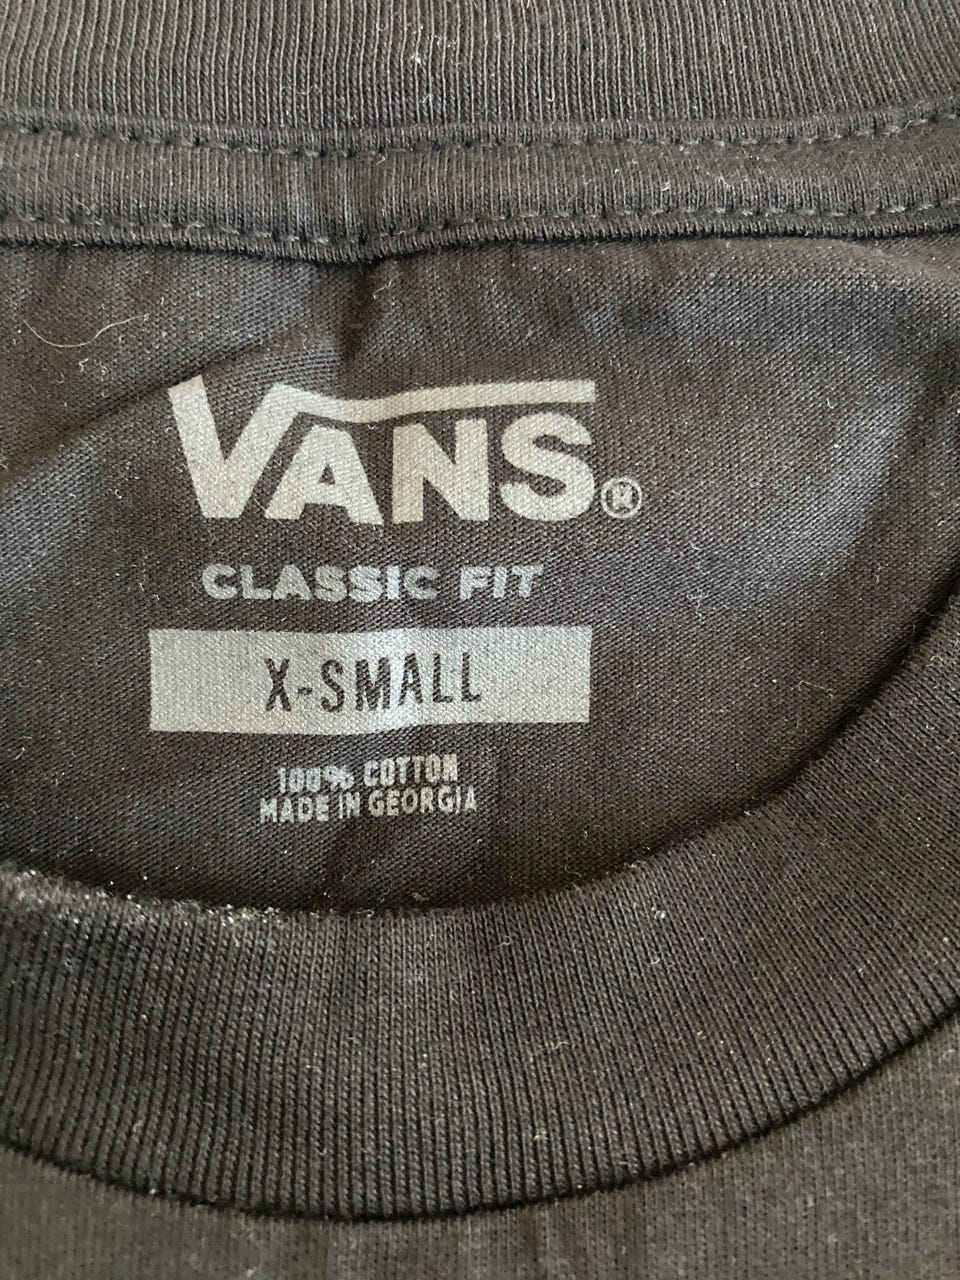 VANS®
CLASSIC FIT
X-SMALL
100% COTTON
MADE IN GEORGIA